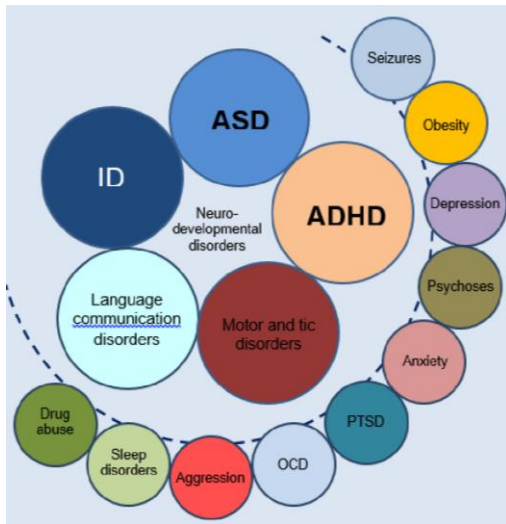 Seizures
ASD
Obesity
ID
ADHD
Depression
Neuro-
developmental
disorders
Psychoses
Language
communication
disorders
Motor and tic
disorders
Anxiety
PTSD
Drug
abuse
Sleep
disorders
Aggression
OCD